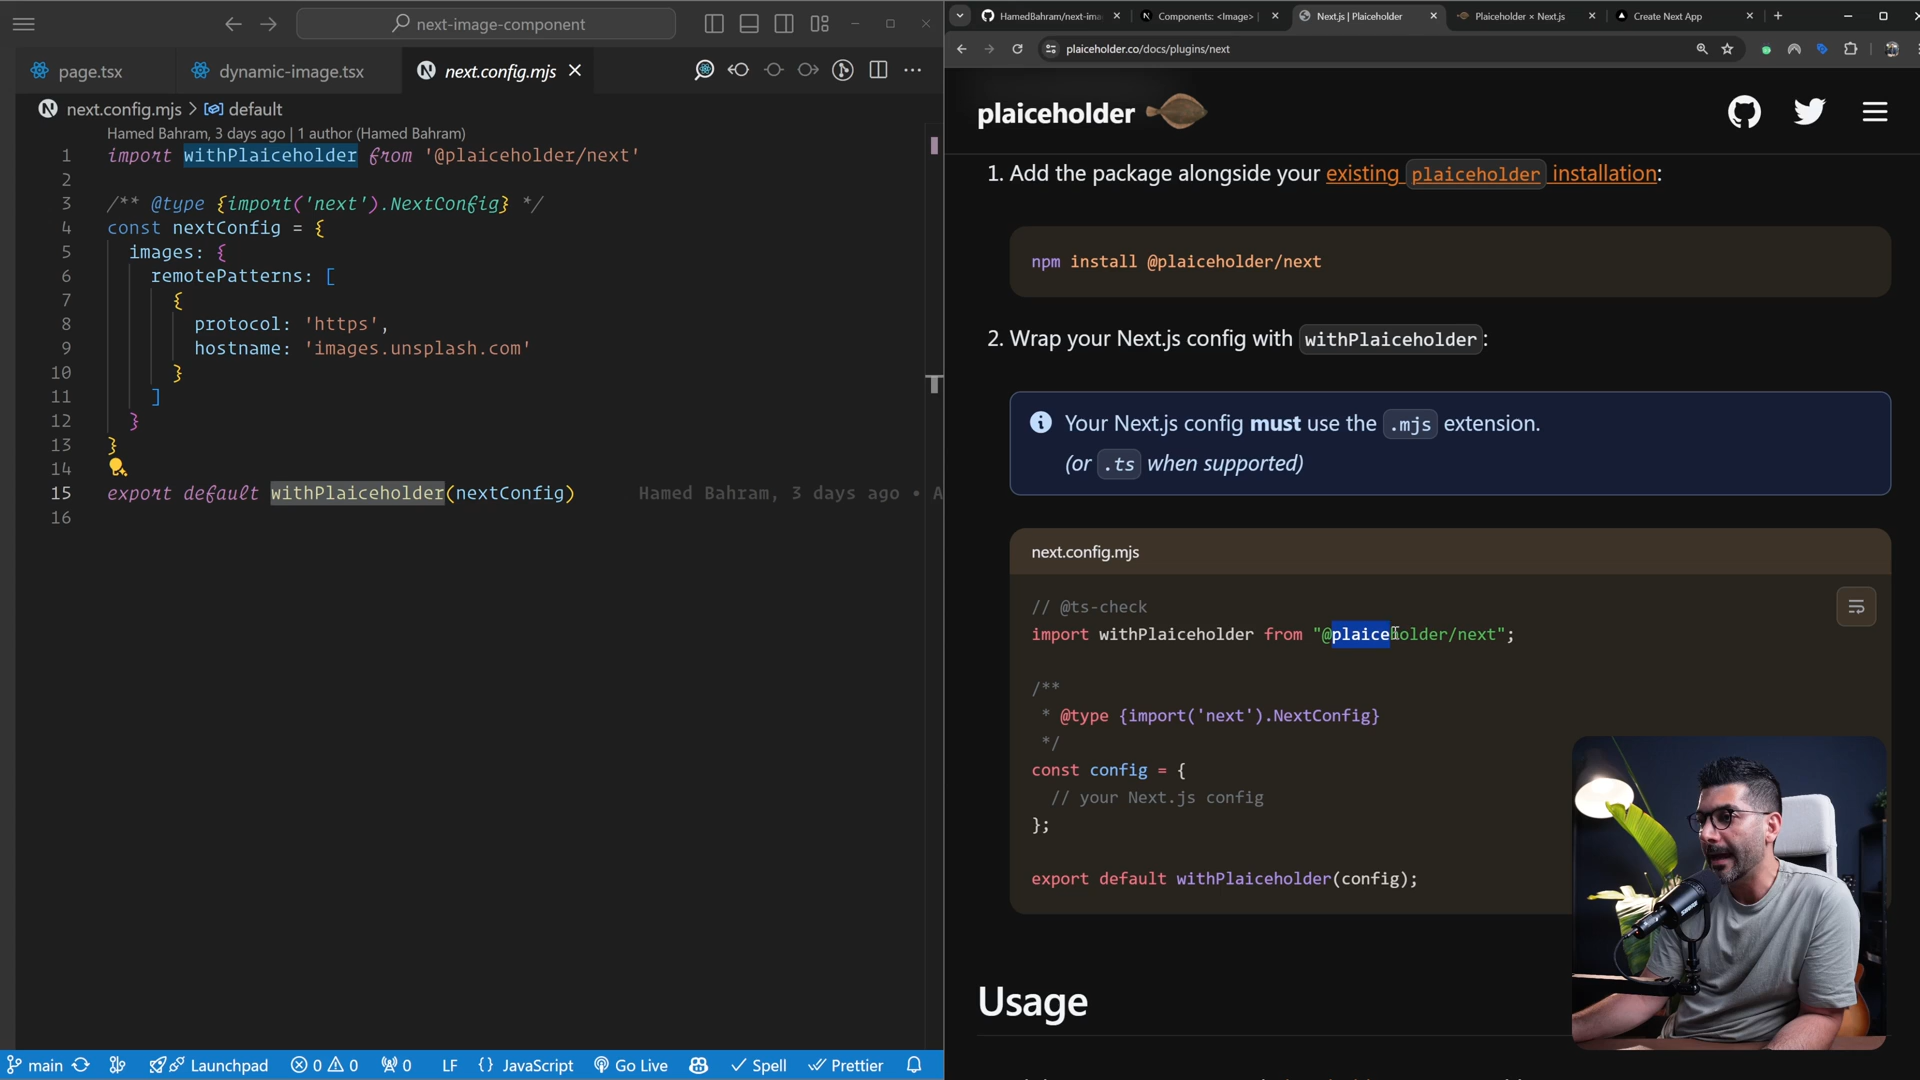 next-image-component
page.tsx
dynamic-image.tsx
next.config.mjs
next.config.mjs > default
Hamed Bahram, 3 days ago | 1 author (Hamed Bahram)
1 import withPlaiceholder from '@plaiceholder/next'
2
3 /** @type {import('next').NextConfig} */
4 const nextConfig = {
5 images: {
6 remotePatterns: [
7 {
8 protocol: 'https',
9 hostname: 'images.unsplash.com'
10 }
11 ]
12 }
13 }
14
15 export default withPlaiceholder(nextConfig) Hamed Bahram, 3 days ago • A
16
main
Launchpad
0 0
0
LF
{} JavaScript
Go Live
Spell
Prettier
HamedBahram/next-ima
Components: <Image> |
Next.js | Plaiceholder
Plaiceholder × Next.js
Create Next App
plaiceholder.co/docs/plugins/next
plaiceholder
1. Add the package alongside your existing plaiceholder installation:
npm install @plaiceholder/next
2. Wrap your Next.js config with withPlaiceholder:
Your Next.js config must use the .mjs extension.
(or .ts when supported)
next.config.mjs
// @ts-check
import withPlaiceholder from "@plaiceholder/next";
/**
* @type {import('next').NextConfig}
*/
const config = {
// your Next.js config
};
export default withPlaiceholder(config);
Usage